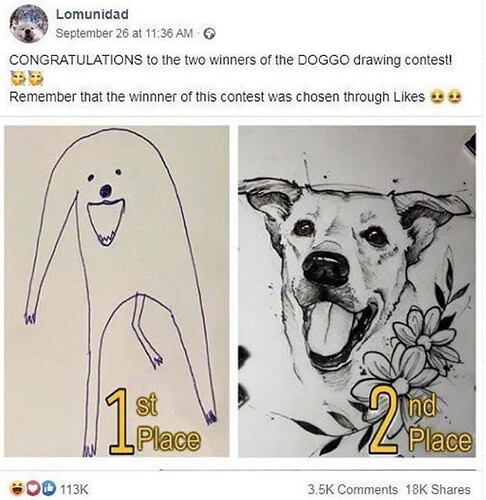 Lomunidad
September 26 at 11:36 AM ·
CONGRATULATIONS to the two winners of the DOGGO drawing contest!
Remember that the winnner of this contest was chosen through Likes
1st Place
2nd Place
113K
3.5K Comments 18K Shares